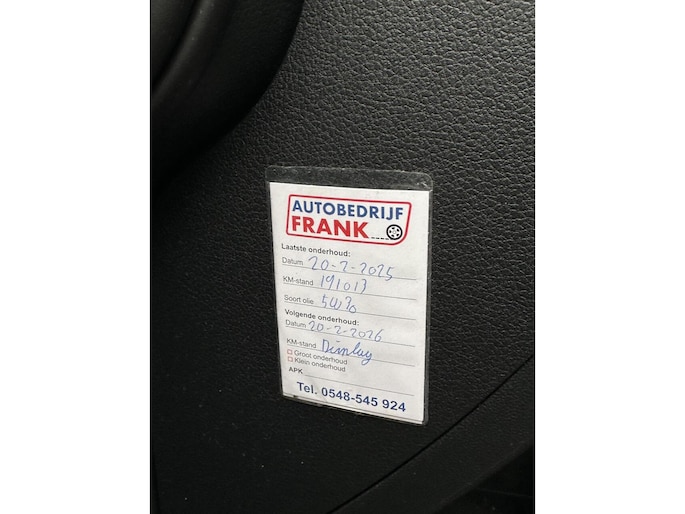 AUTOBEDRIJF
FRANK
Laatste onderhoud:
Datum 20-2-2025
KM-stand 191013
Soort olie: 5W30
Volgende onderhoud:
Datum 20-2-2026
KM-stand Display
Groot onderhoud
Klein onderhoud
APK
Tel. 0548-545 924